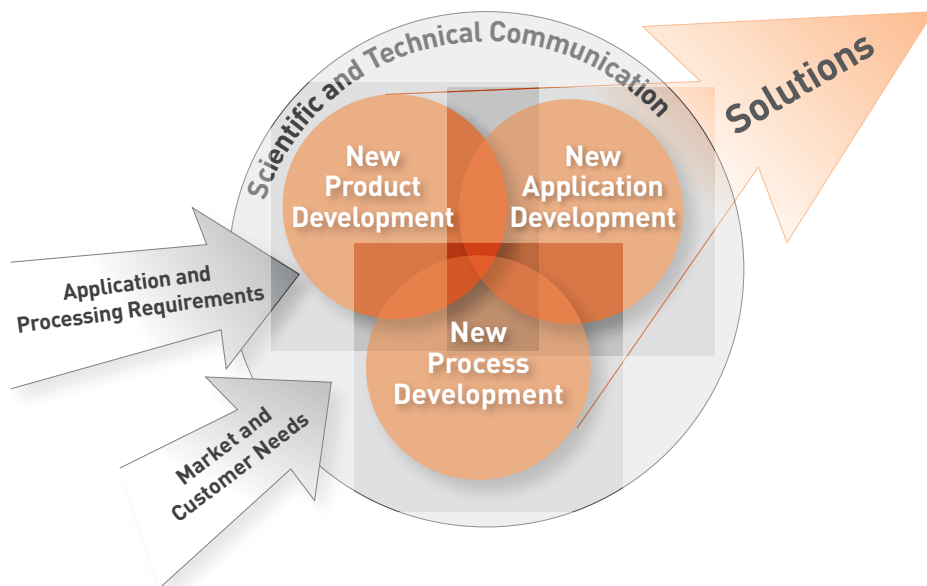 Scientific and Technical Communication
Solutions
New
Product
Development
New
Application
Development
Application and
Processing Requirements
New
Process
Development
Market and
Customer Needs